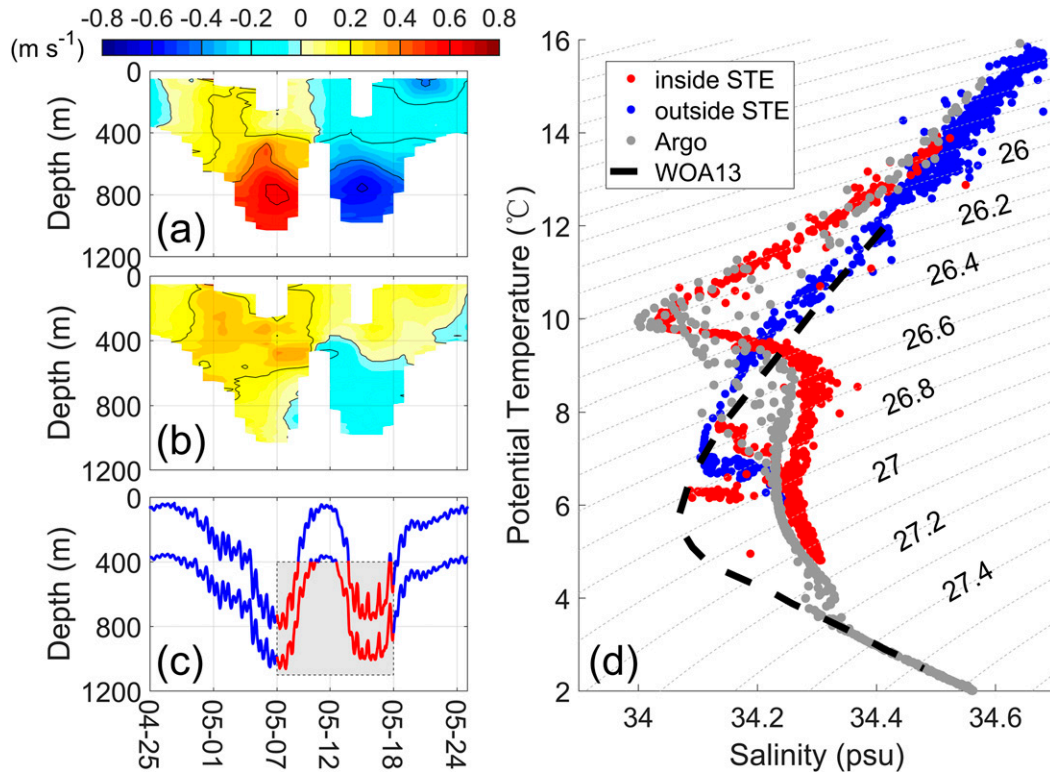 -0.8 -0.6 -0.4 -0.2 0 0.2 0.4 0.6 0.8
(m s⁻¹)
0
400
800
1200
Depth (m)
(a)
0
400
800
1200
Depth (m)
(b)
0
400
800
1200
Depth (m)
(c)
04-25 05-01 05-07 05-12 05-18 05-24
16
14
12
10
8
6
4
2
Potential Temperature (℃)
inside STE
outside STE
Argo
WOA13
26
26.2
26.4
26.6
26.8
27
27.2
27.4
(d)
34 34.2 34.4 34.6
Salinity (psu)